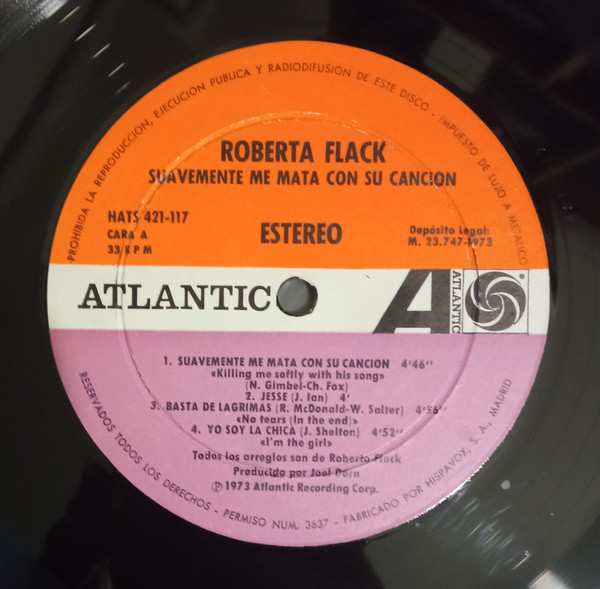 PROHIBIDA LA REPRODUCCION, EJECUCION PUBLICA Y RADIODIFUSION DE ESTE DISCO - IMPUESTO DE LUJO A METALICO
ROBERTA FLACK
SUAVEMENTE ME MATA CON SU CANCION
HATS 421-117
CARA A
33 R P M
ESTEREO
Depósito Legal:
M. 23.747-1973
ATLANTIC
A
ATLANTIC
1. SUAVEMENTE ME MATA CON SU CANCION 4'46''
«Killing me softly with his song»
(N. Gimbel-Ch. Fox)
2. JESSE (J. Ian) 4'
3. BASTA DE LAGRIMAS (R. McDonald-W. Salter) 4'56''
«No tears (In the end)»
4. YO SOY LA CHICA (J. Shelton) 4'52''
«I'm the girl»
Todos los arreglos son de Roberto Flack
Producido por Joel Dorn
℗ 1973 Atlantic Recording Corp.
RESERVADOS TODOS LOS DERECHOS - PERMISO NUM. 3637 - FABRICADO POR HISPAVOX, S. A., MADRID